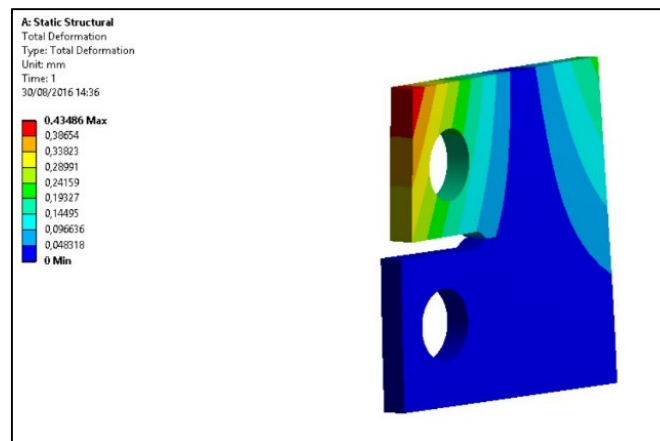 A: Static Structural
Total Deformation
Type: Total Deformation
Unit: mm
Time: 1
30/08/2016 14:36
0,43486 Max
0,38654
0,33823
0,28991
0,24159
0,19327
0,14495
0,096636
0,048318
0 Min